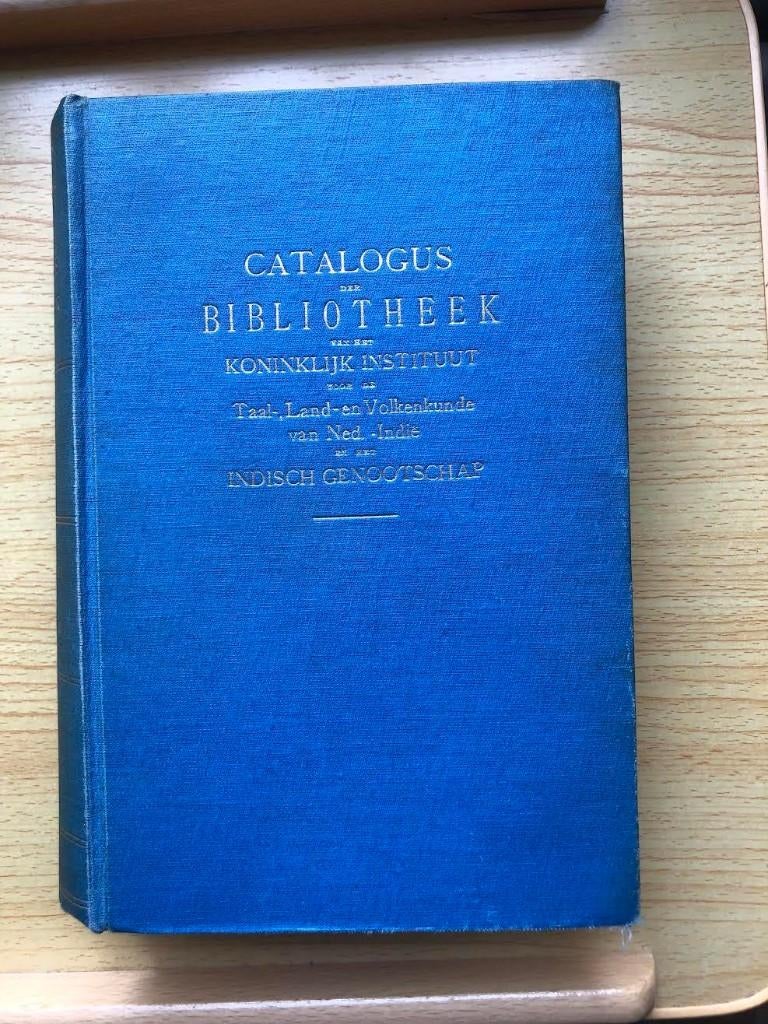 CATALOGUS
DER
BIBLIOTHEEK
VAN HET
KONINKLIJK INSTITUUT
VOOR DE
Taal-, Land- en Volkenkunde
van Ned. -Indië
EN HET
INDISCH GENOOTSCHAP